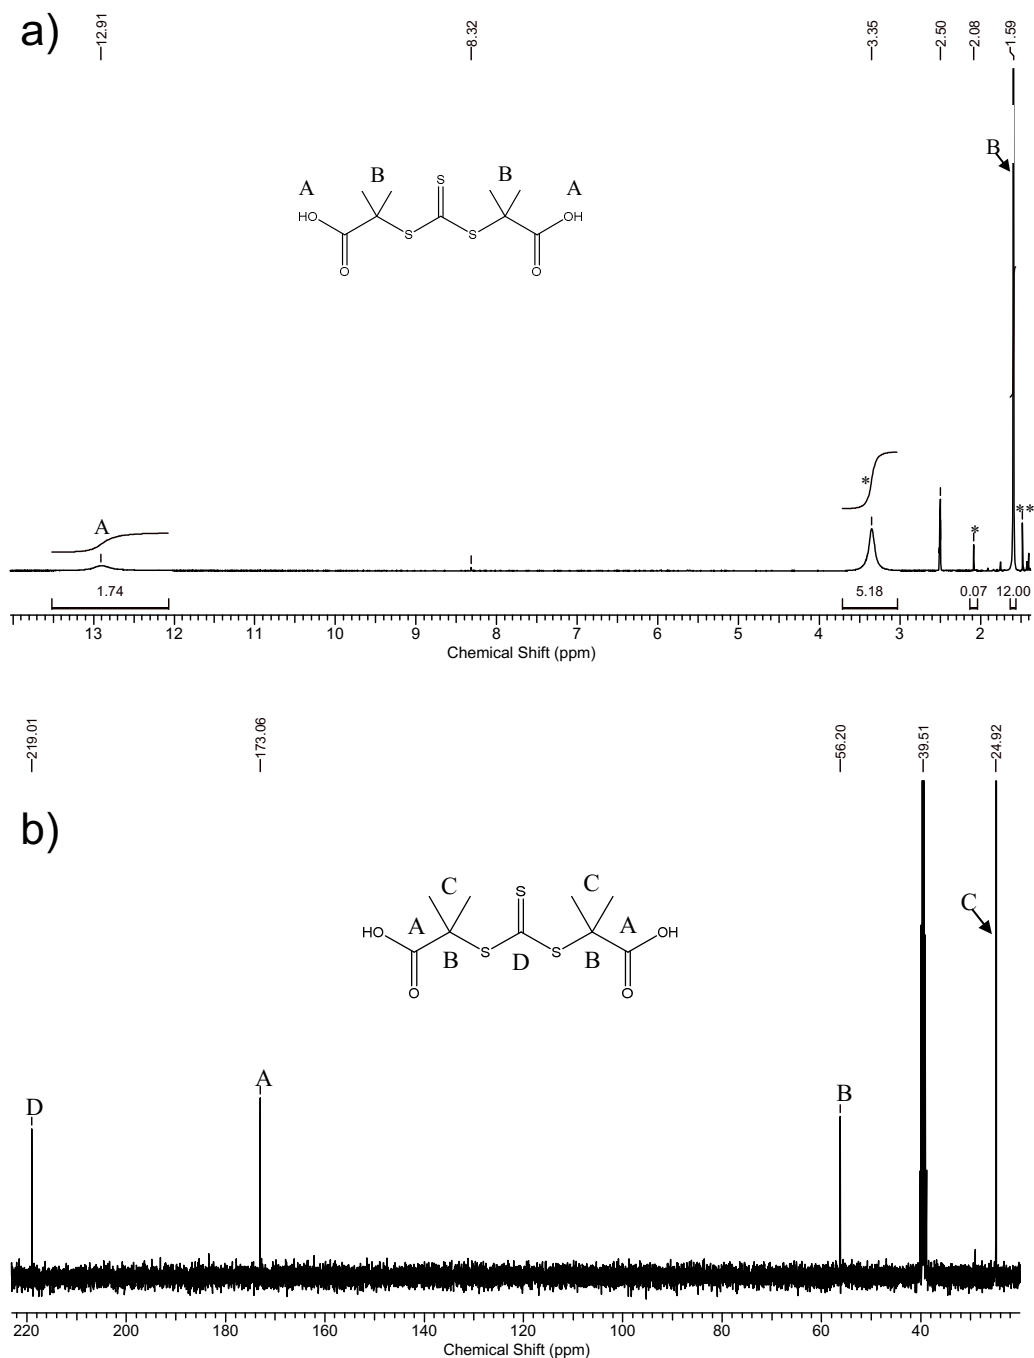 a)
12.91
8.32
3.35
2.50
2.08
1.59
B
B
B
A
A
S
HO
OH
S
S
O
O
*
A
*
**
1.74
5.18
0.07
12.00
13
12
11
10
9
8
7
6
5
4
3
2
Chemical Shift (ppm)
219.01
173.06
56.20
39.51
24.92
b)
C
C
S
C
HO
A
A
OH
B
S
D
S
B
O
O
A
D
B
220
200
180
160
140
120
100
80
60
40
Chemical Shift (ppm)